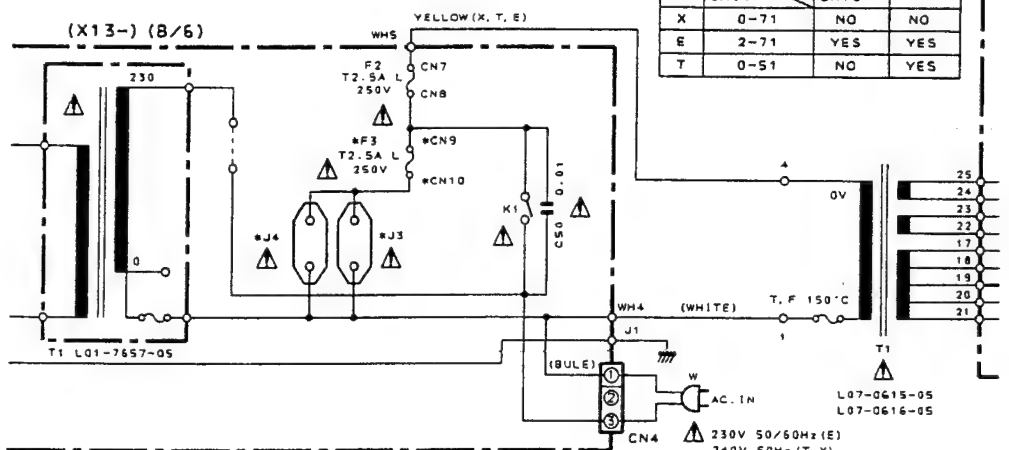 (X13-) (8/6)
YELLOW(X, T, E)
WH5
X 0-71 NO NO
E 2-71 YES YES
T 0-51 NO YES
230
F2 CN7
T2.5A L
250V CN8
*F3 *CN9
T2.5A L
250V
*CN10
0.01
K1
C50
*J4
*J3
0
4
0V
25
24
23
22
17
18
19
20
21
WH4 (WHITE) T.F 150°C
1
J1
T1 L01-7657-05
T1
(BULE)
1
2
3
W
AC.IN
CN4
L07-0615-05
L07-0616-05
230V 50/60Hz(E)